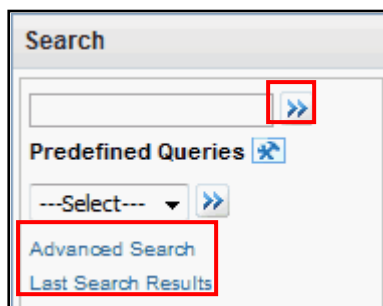 Search
Predefined Queries
---Select---
Advanced Search
Last Search Results